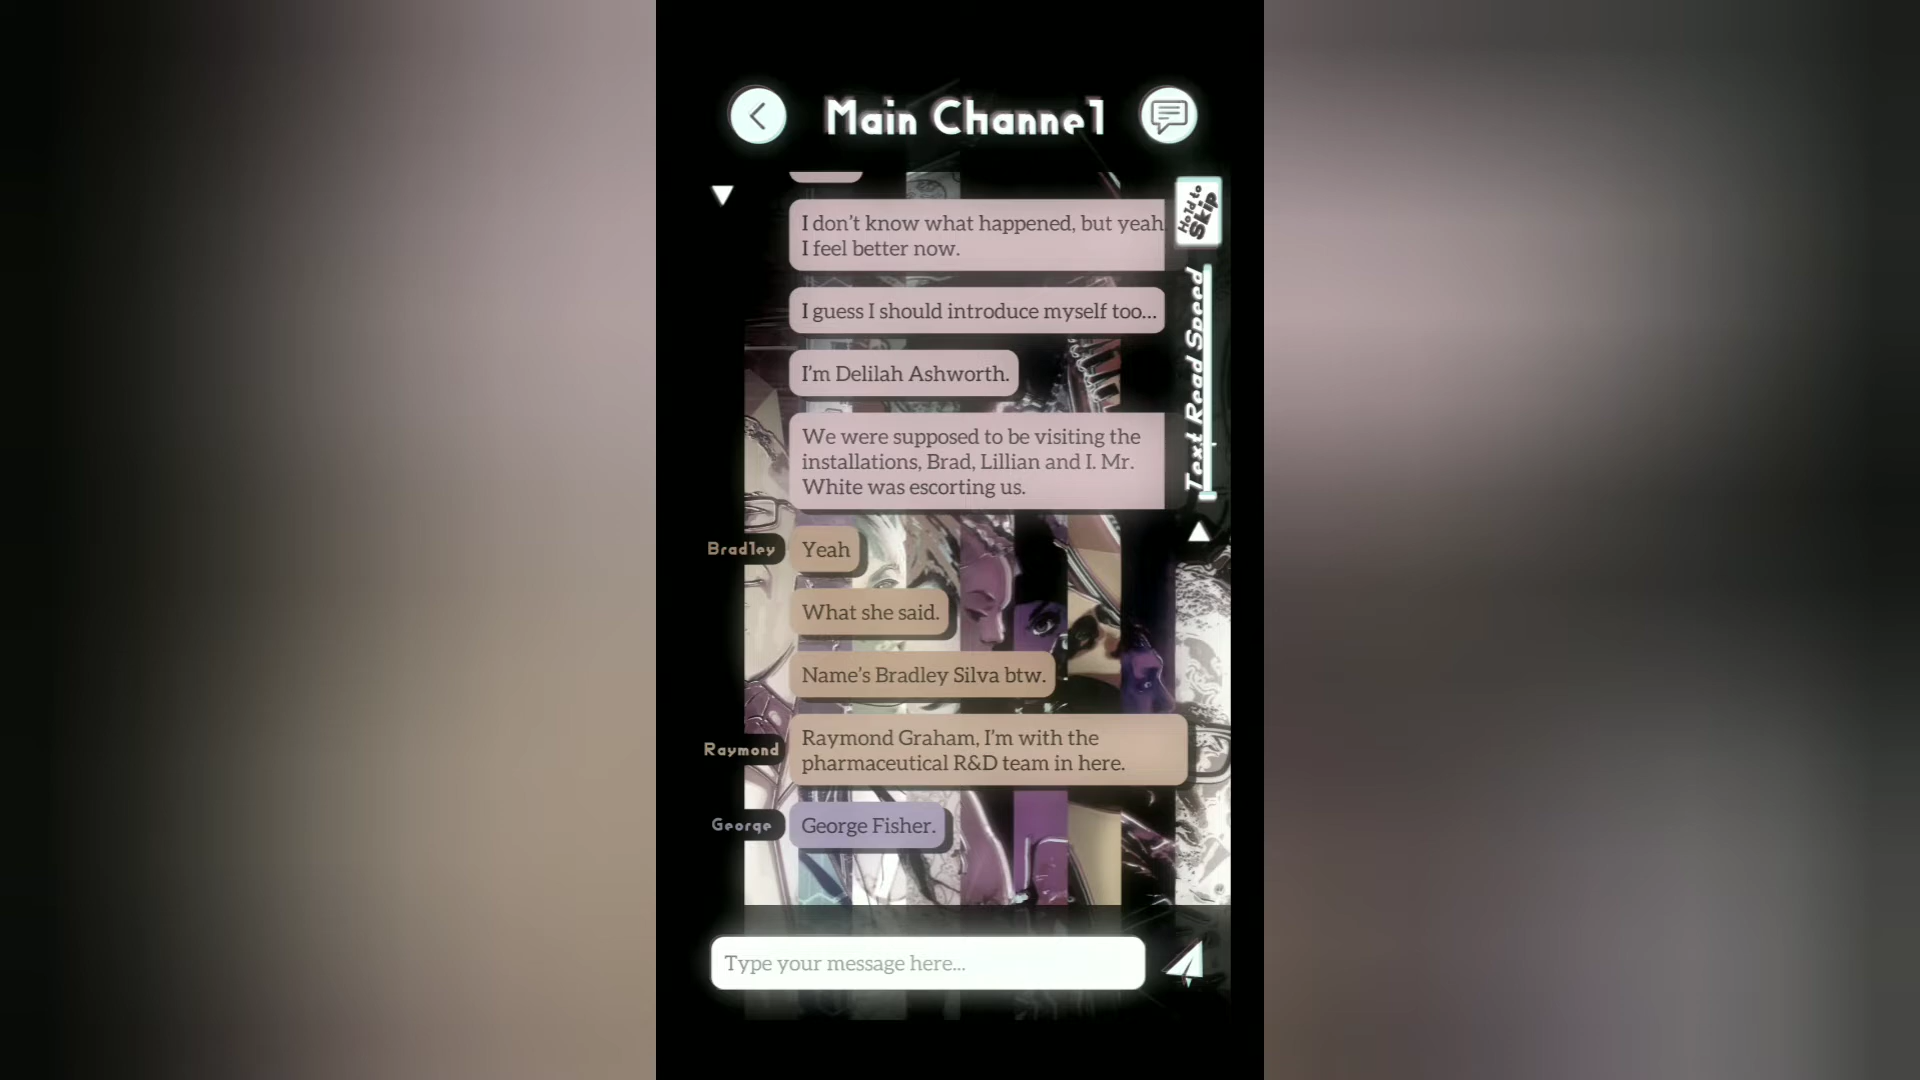 Main Channel
Hold to
Skip
I don't know what happened, but yeah
I feel better now.
I guess I should introduce myself too...
Text Read Speed
I'm Delilah Ashworth.
We were supposed to be visiting the
installations, Brad, Lillian and I. Mr.
White was escorting us.
Bradley
Yeah
What she said.
Name's Bradley Silva btw.
Raymond
Raymond Graham, I'm with the
pharmaceutical R&D team in here.
George
George Fisher.
Type your message here...